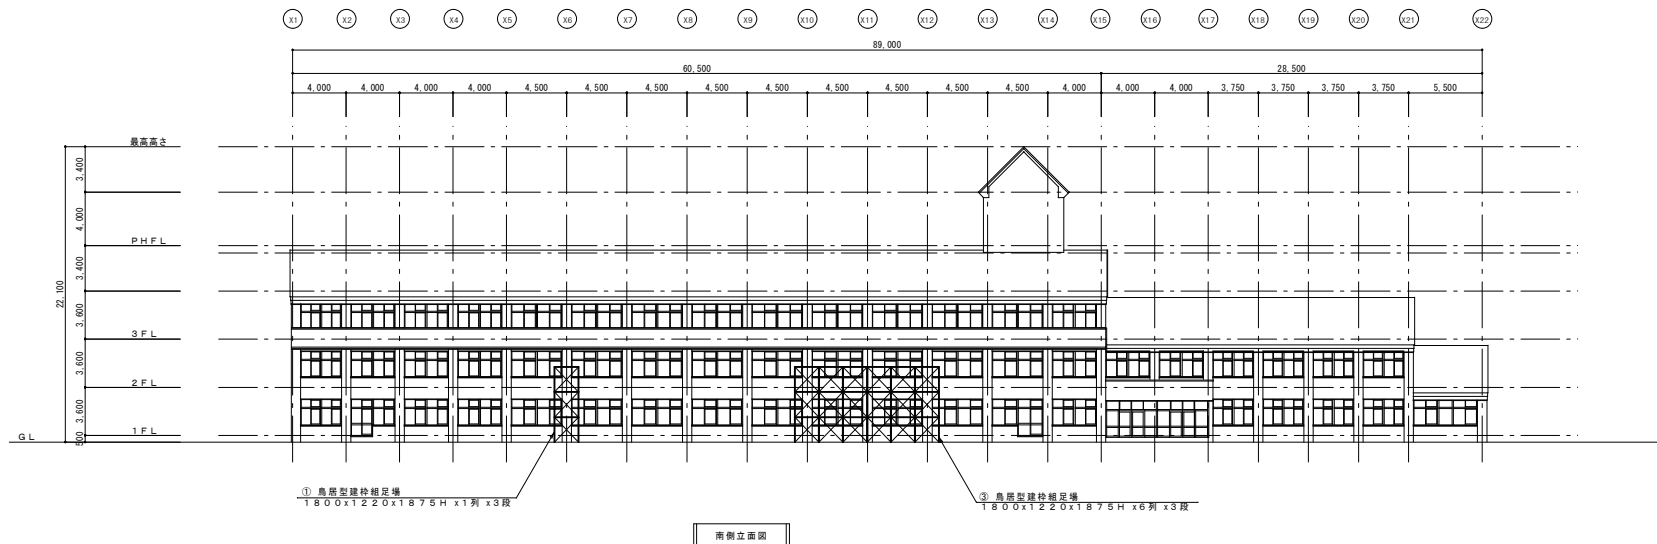 X1 X2 X3 X4 X5 X6 X7 X8 X9 X10 X11 X12 X13 X14 X15 X16 X17 X18 X19 X20 X21 X22
89,000
60,500 28,500
4,000 4,000 4,000 4,000 4,500 4,500 4,500 4,500 4,500 4,500 4,500 4,500 4,500 4,000 4,000 4,000 3,750 3,750 3,750 3,750 5,500
最高高さ
3,400
4,000
PHFL
3,400
22,100
3,600
3FL
3,600
2FL
3,600
1FL
GL
500
① 鳥居型建枠組足場
1800x1220x1875H x1列 x3段
③ 鳥居型建枠組足場
1800x1220x1875H x6列 x3段
南側立面図